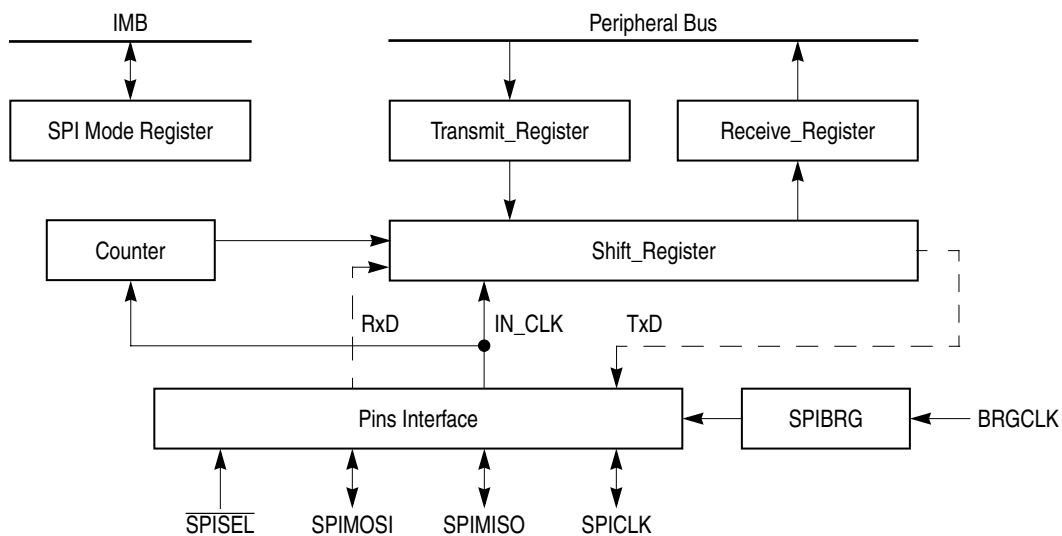 IMB
Peripheral Bus
SPI Mode Register
Transmit_Register
Receive_Register
Counter
Shift_Register
RxD
IN_CLK
TxD
Pins Interface
SPIBRG
BRGCLK
SPISEL
SPIMOSI
SPIMISO
SPICLK